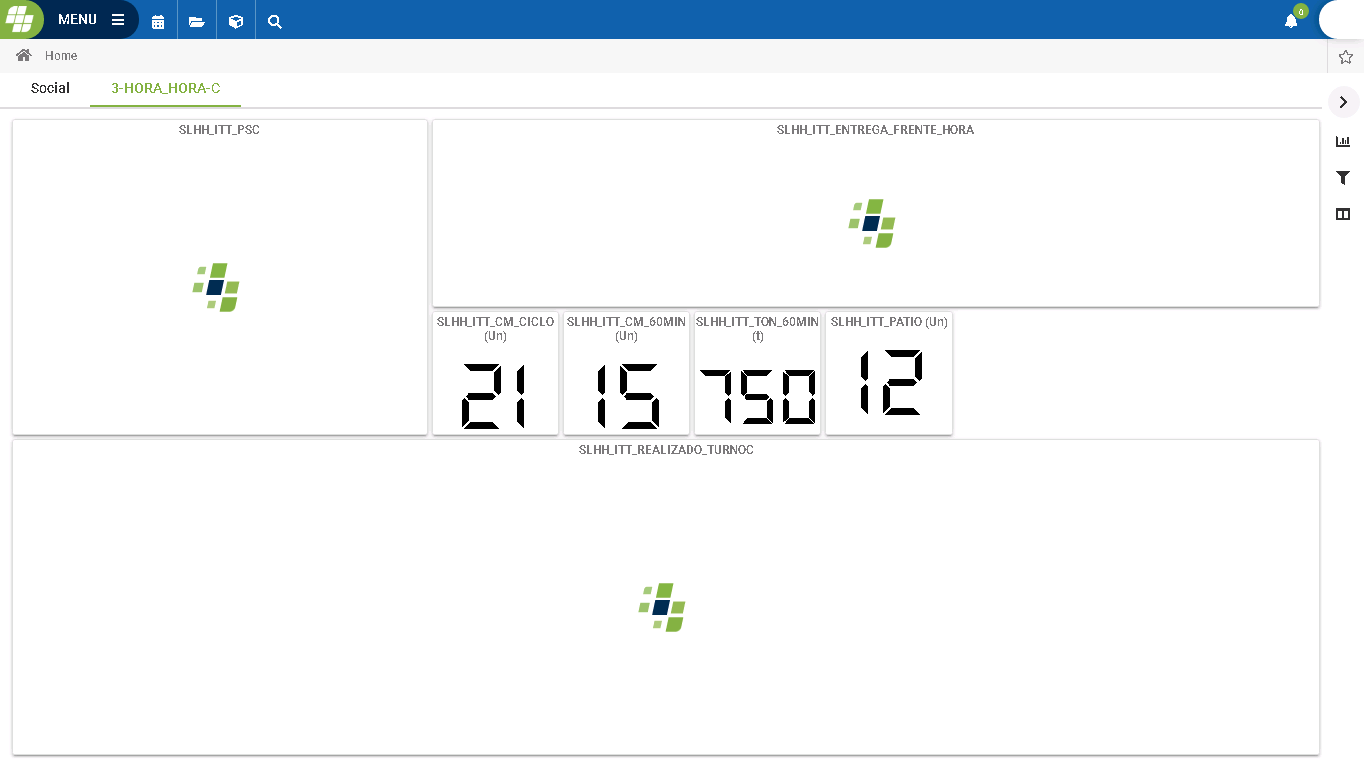 MENU
0
Home
Social
3-HORA_HORA-C
SLHH_ITT_PSC
SLHH_ITT_ENTREGA_FRENTE_HORA
SLHH_ITT_CM_CICLO
(Un)
21
SLHH_ITT_CM_60MIN
(Un)
15
SLHH_ITT_TON_60MIN
(t)
750
SLHH_ITT_PATIO (Un)
12
SLHH_ITT_REALIZADO_TURNOC